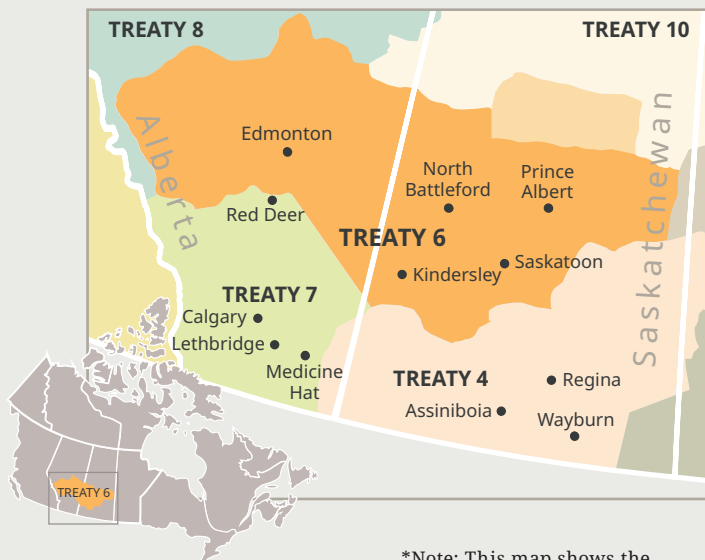 TREATY 8
TREATY 10
Alberta
Saskatchewan
Edmonton
North
Battleford
Prince
Albert
Red Deer
TREATY 6
Saskatoon
Kindersley
TREATY 7
Calgary
Lethbridge
Medicine
Hat
TREATY 4
Regina
Assiniboia
Wayburn
TREATY 6
*Note: This map shows the